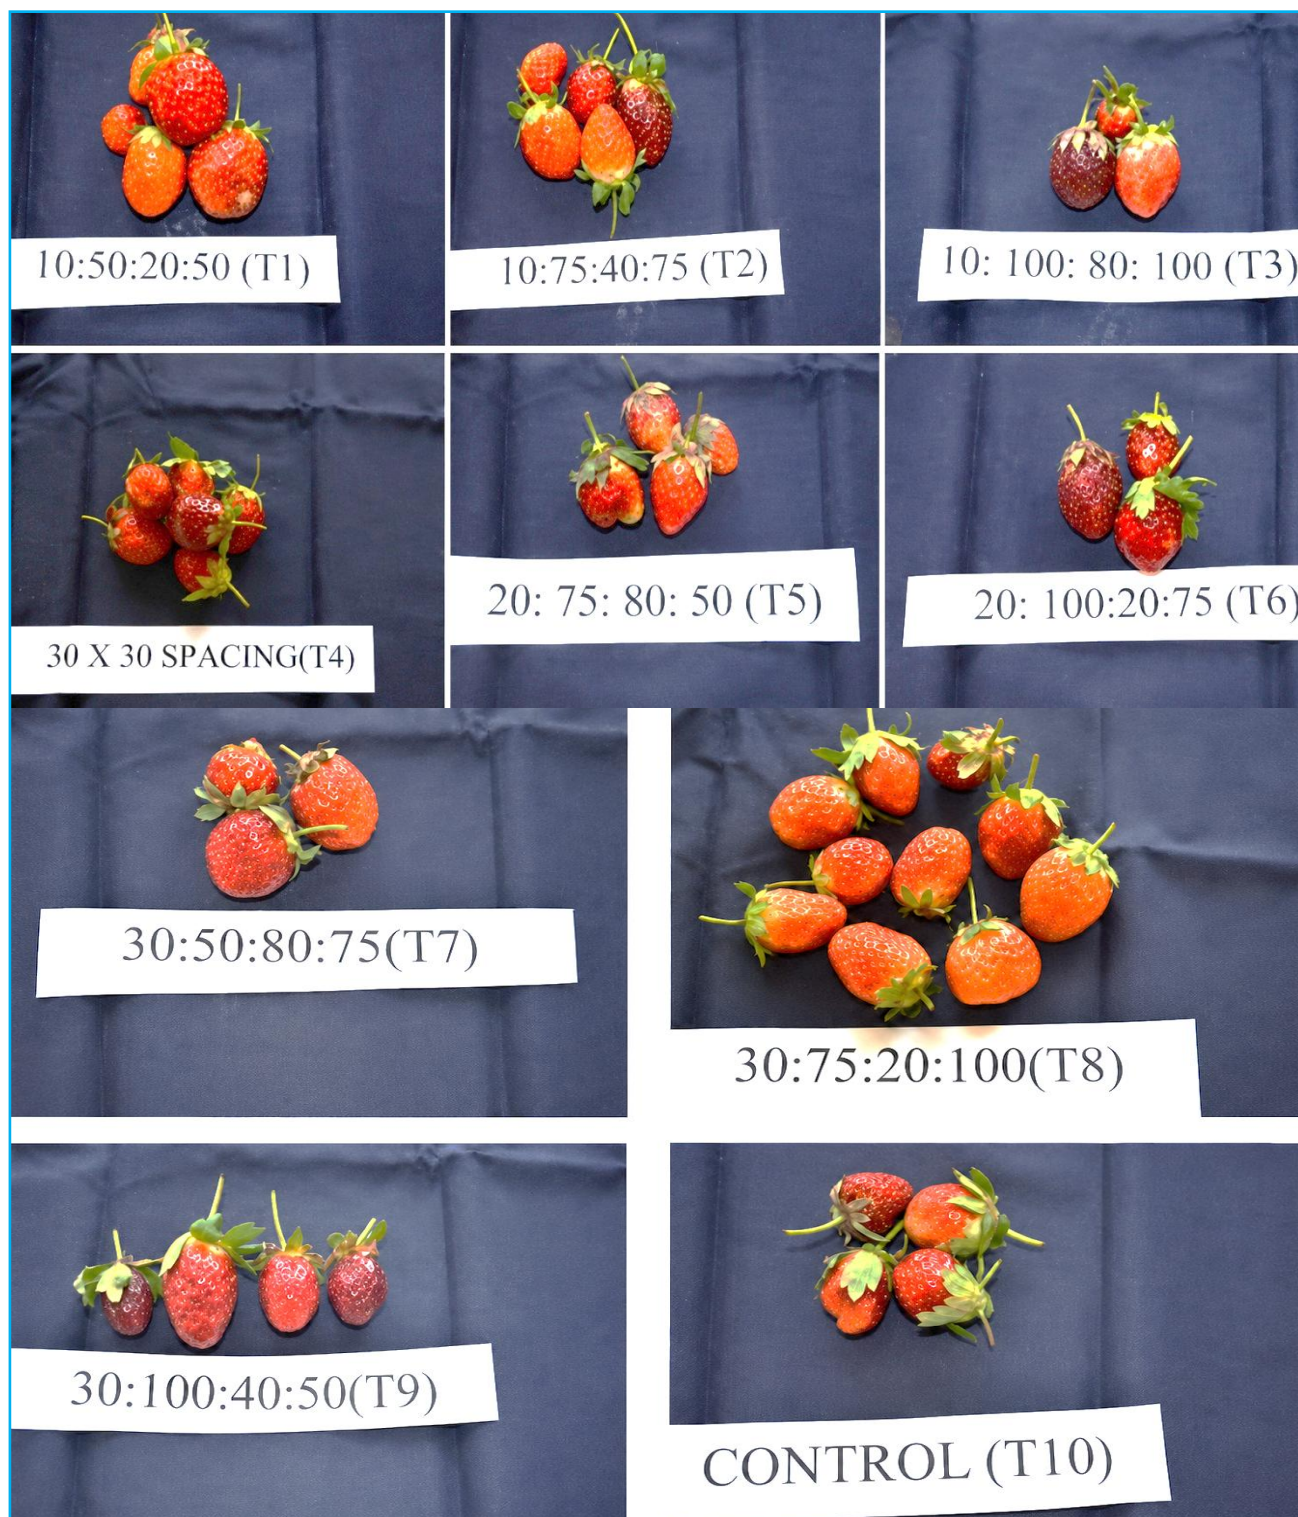 10:50:20:50 (T1)
10:75:40:75 (T2)
10: 100: 80: 100 (T3)
30 X 30 SPACING(T4)
20: 75: 80: 50 (T5)
20: 100:20:75 (T6)
30:50:80:75(T7)
30:75:20:100(T8)
30:100:40:50(T9)
CONTROL (T10)